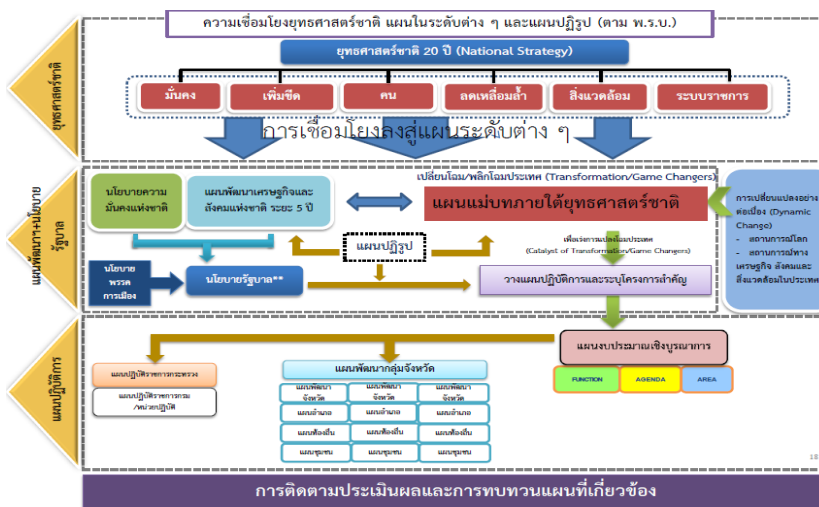 ความเชื่อมโยงยุทธศาสตร์ชาติ แผนในระดับต่าง ๆ และแผนปฏิรูป (ตาม พ.ร.บ.)
ยุทธศาสตร์ชาติ 20 ปี (National Strategy)
ยุทธศาสตร์ชาติ
มั่นคง
เพิ่มขีด
คน
ลดเหลื่อมล้ำ
สิ่งแวดล้อม
ระบบราชการ
การเชื่อมโยงลงสู่แผนระดับต่าง ๆ
แผนพัฒนาฯ+นโยบาย
รัฐบาล
นโยบายความ
มั่นคงแห่งชาติ
แผนพัฒนาเศรษฐกิจและ
สังคมแห่งชาติ ระยะ 5 ปี
เปลี่ยนโฉม/พลิกโฉมประเทศ (Transformation/Game Changers)
แผนแม่บทภายใต้ยุทธศาสตร์ชาติ
การเปลี่ยนแปลงอย่าง
ต่อเนื่อง (Dynamic
Change)
- สถานการณ์โลก
- สถานการณ์ทาง
เศรษฐกิจ สังคมและ
สิ่งแวดล้อมในประเทศ
แผนปฏิรูป
เพื่อเร่งการแปลงโฉมประเทศ
(Catalyst of Transformation/Game Changers)
นโยบาย
พรรค
การเมือง
นโยบายรัฐบาล**
วางแผนปฏิบัติการและระบุโครงการสำคัญ
แผนปฏิบัติการ
แผนงบประมาณเชิงบูรณาการ
FUNCTION
AGENDA
AREA
แผนปฏิบัติราชการกระทรวง
แผนปฏิบัติราชการกรม
/หน่วยปฏิบัติ
แผนพัฒนากลุ่มจังหวัด
แผนพัฒนา แผนพัฒนา แผนพัฒนา
จังหวัด จังหวัด จังหวัด
แผนอำเภอ แผนอำเภอ แผนอำเภอ
แผนท้องถิ่น แผนท้องถิ่น แผนท้องถิ่น
แผนชุมชน แผนชุมชน แผนชุมชน
18
การติดตามประเมินผลและการทบทวนแผนที่เกี่ยวข้อง